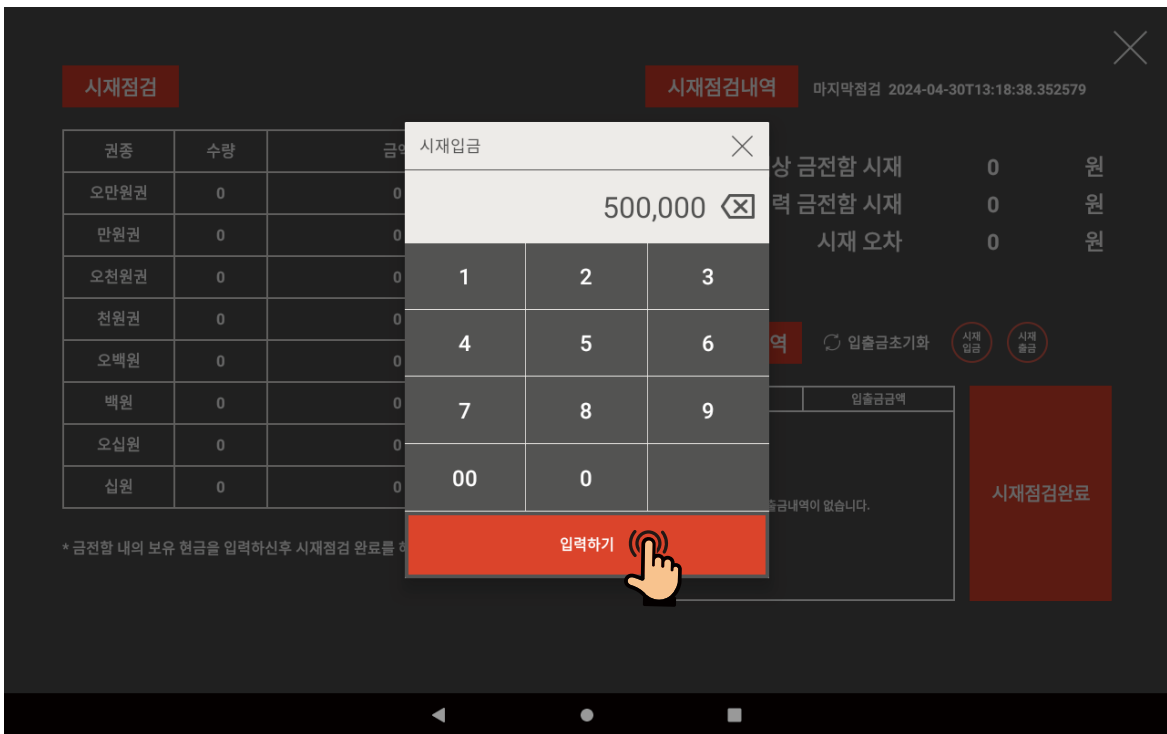 시재점검
시재점검내역 마지막점검 2024-04-30T13:18:38.352579
권종 수량
오만원권 0 0
만원권 0 0
오천원권 0 0
천원권 0 0
오백원 0 0
백원 0 0
오십원 0 0
십원 0 0
* 금전함 내의 보유 현금을 입력하신후 시재점검 완료를
시재입금
500,000
1 2 3
4 5 6
7 8 9
00 0
입력하기
상 금전함 시재 0 원
력 금전함 시재 0 원
시재 오차 0 원
역 입출금초기화 시재 입금 시재 출금
입출금금액
출금내역이 없습니다.
시재점검완료